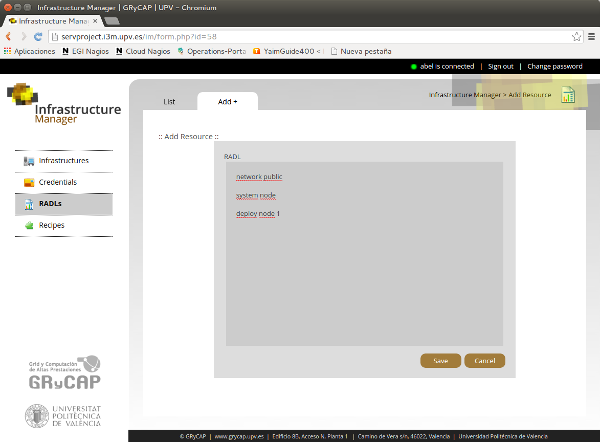 Infrastructure Manager | GRyCAP | UPV - Chromium
Infrastructure Mana
servproject.i3m.upv.es/im/form.php?id=58
Aplicaciones EGI Nagios Cloud Nagios Operations-Porta YaimGuide400 < Nueva pestaña
abel is connected | Sign out | Change password
Infrastructure
Manager
List
Add +
Infrastructure Manager > Add Resource
:: Add Resource ::
Infrastructures
Credentials
RADLs
Recipes
RADL
network public
system node
deploy node 1
Save
Cancel
Grid y Computación
de Altas Prestaciones
GRyCAP
UNIVERSITAT
POLITÈCNICA
DE VALÈNCIA
© GRyCAP | www.grycap.upv.es | Edificio 8B, Acceso N, Planta 1 | Camino de Vera s/n, 46022, Valencia | Universidad Politécnica de Valencia